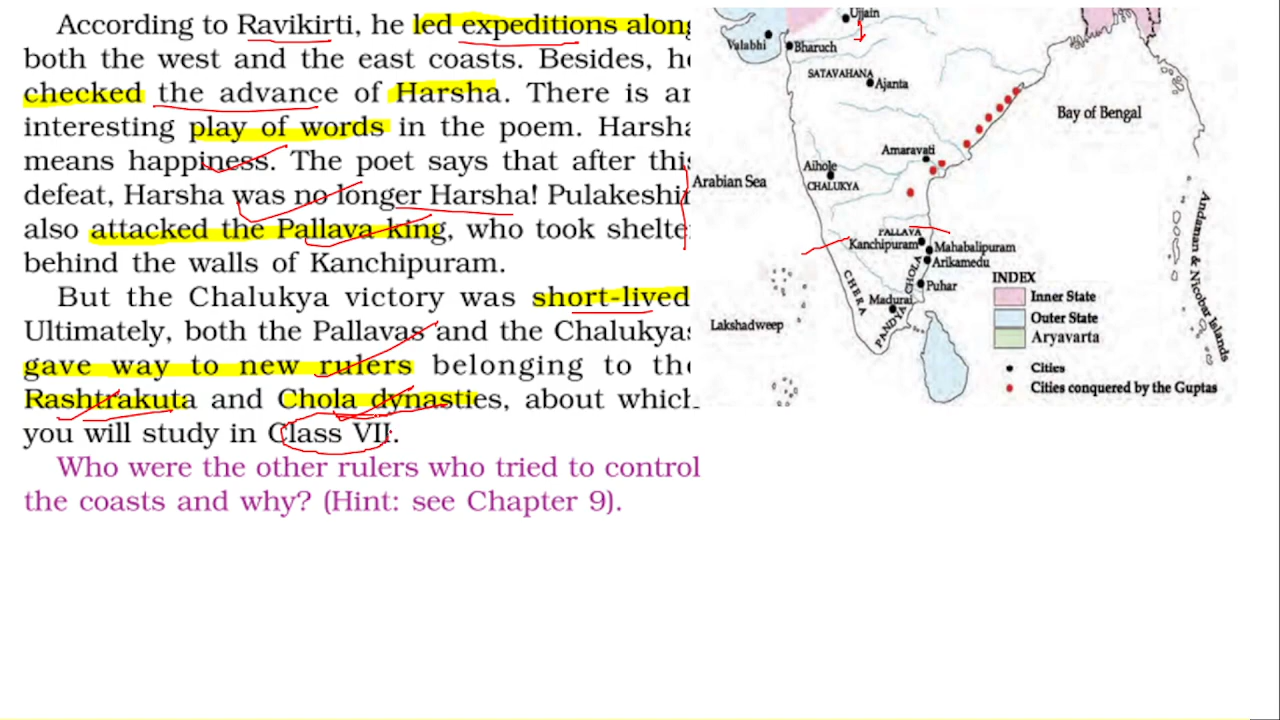 According to Ravikirti, he led expeditions along
both the west and the east coasts. Besides, he
checked the advance of Harsha. There is an
interesting play of words in the poem. Harsha
means happiness. The poet says that after this
defeat, Harsha was no longer Harsha! Pulakeshin
also attacked the Pallava king, who took shelter
behind the walls of Kanchipuram.
But the Chalukya victory was short-lived
Ultimately, both the Pallavas and the Chalukyas
gave way to new rulers belonging to the
Rashtrakuta and Chola dynasties, about which
you will study in Class VII.
Who were the other rulers who tried to control
the coasts and why? (Hint: see Chapter 9).
Ujjain
Valabhi
Bharuch
SATAVAHANA
Ajanta
Bay of Bengal
Amaravati
Aihole
CHALUKYA
Arabian Sea
PALLAVA
Kanchipuram
Mahabalipuram
Arikamedu
CHOLA
CHERA
Puhar
Madurai
PANDYA
Lakshadweep
Andaman & Nicobar Islands
INDEX
Inner State
Outer State
Aryavarta
Cities
Cities conquered by the Guptas